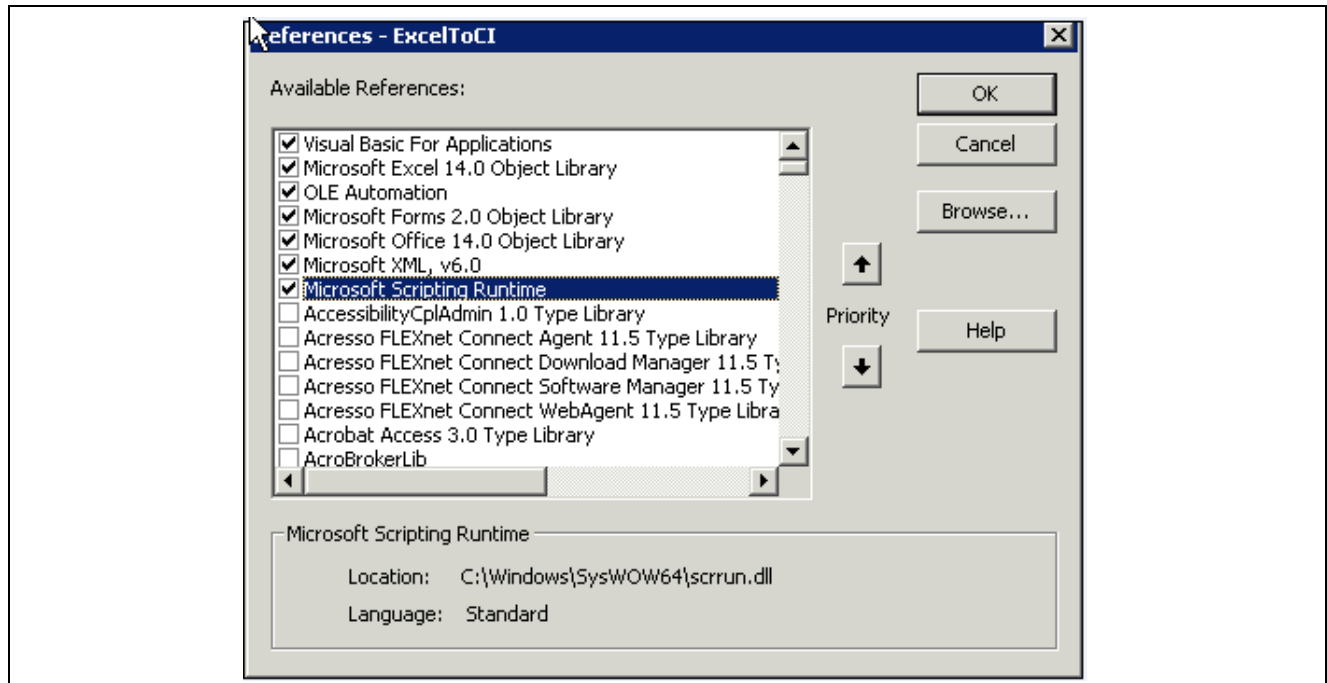 eferences - ExcelToCI
Available References:
OK
Cancel
Browse...
Visual Basic For Applications
Microsoft Excel 14.0 Object Library
OLE Automation
Microsoft Forms 2.0 Object Library
Microsoft Office 14.0 Object Library
Microsoft XML, v6.0
Microsoft Scripting Runtime
AccessibilityCplAdmin 1.0 Type Library
Acresso FLEXnet Connect Agent 11.5 Type Library
Acresso FLEXnet Connect Download Manager 11.5 Ty
Acresso FLEXnet Connect Software Manager 11.5 Ty
Acresso FLEXnet Connect WebAgent 11.5 Type Libra
Acrobat Access 3.0 Type Library
AcroBrokerLib
Priority
Help
Microsoft Scripting Runtime
Location: C:\Windows\SysWOW64\scrrun.dll
Language: Standard